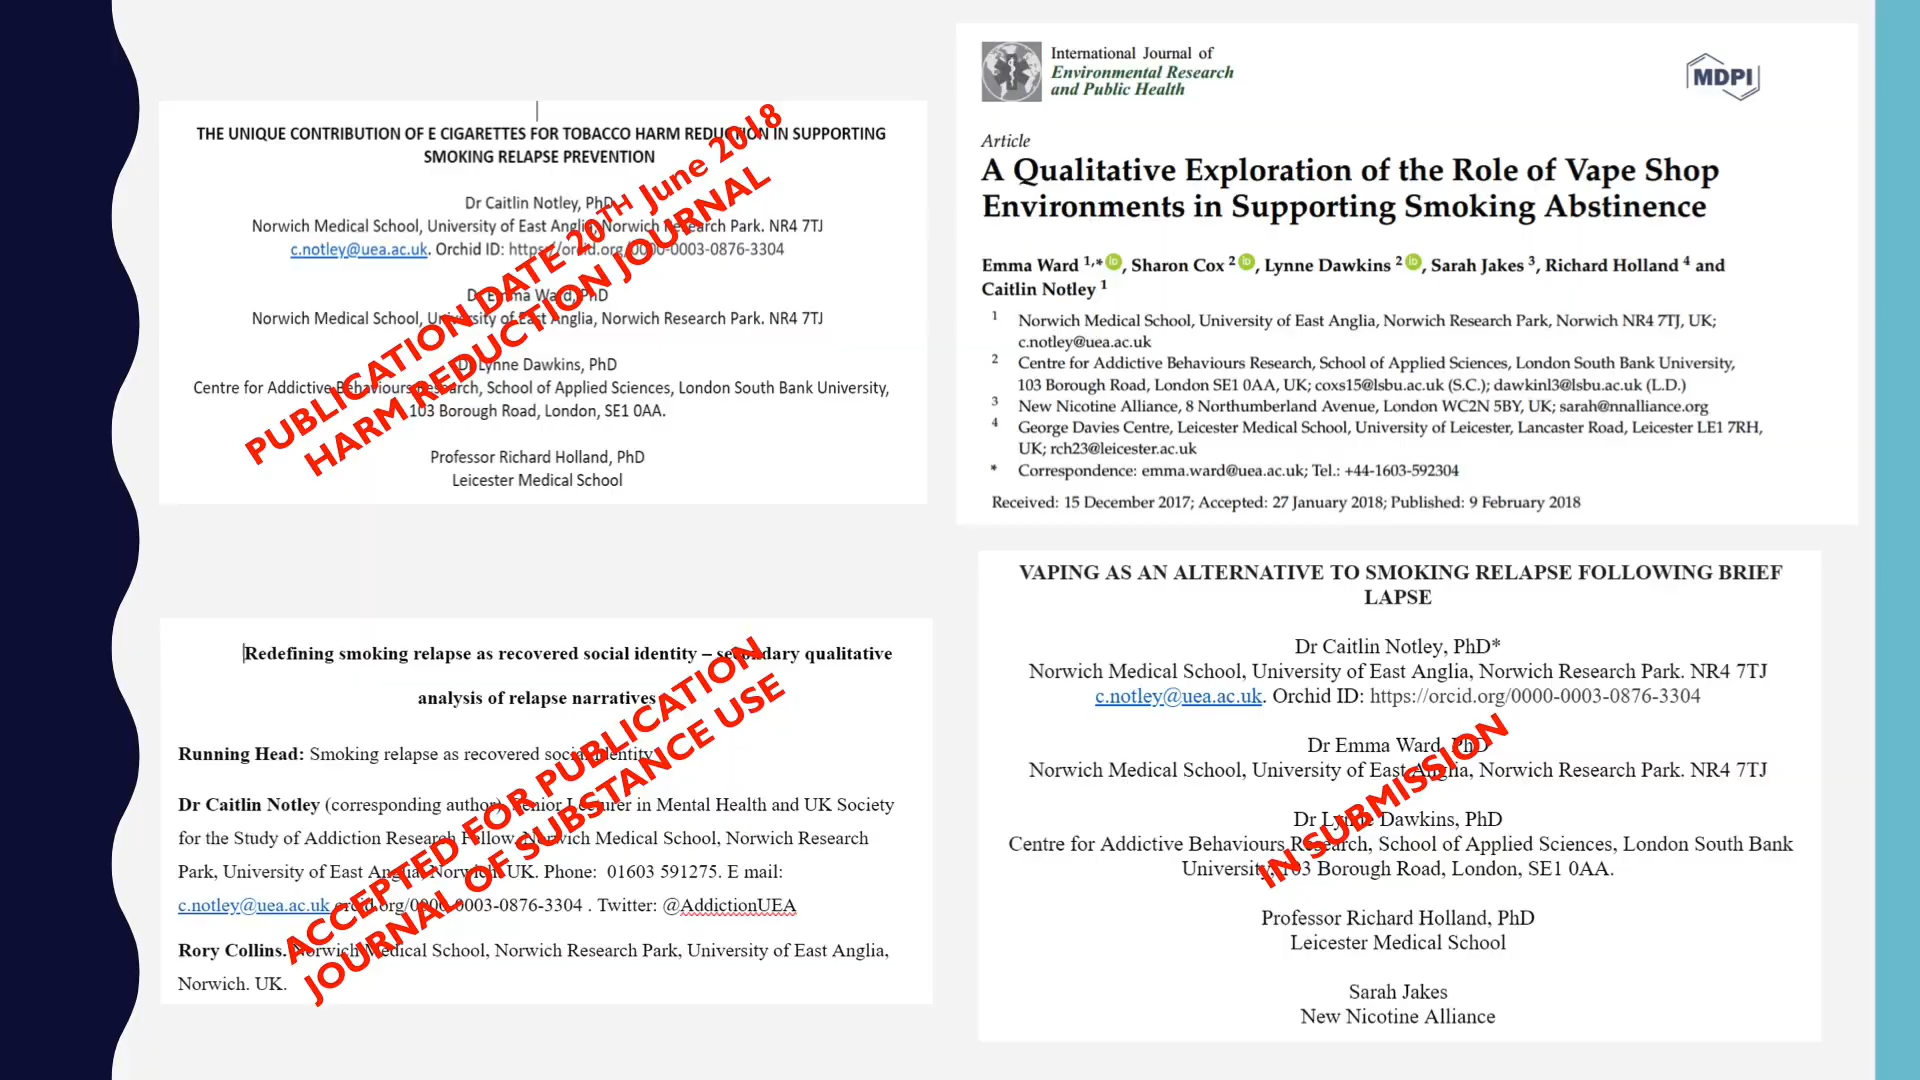 THE UNIQUE CONTRIBUTION OF E CIGARETTES FOR TOBACCO HARM REDUCTION IN SUPPORTING
SMOKING RELAPSE PREVENTION
Dr Caitlin Notley, PhD
Norwich Medical School, University of East Anglia, Norwich Research Park. NR4 7TJ
c.notley@uea.ac.uk. Orchid ID: https://orcid.org/0000-0003-0876-3304
Dr Emma Ward, PhD
Norwich Medical School, University of East Anglia, Norwich Research Park. NR4 7TJ
Dr Lynne Dawkins, PhD
Centre for Addictive Behaviours Research, School of Applied Sciences, London South Bank University,
103 Borough Road, London, SE1 0AA.
Professor Richard Holland, PhD
Leicester Medical School
PUBLICATION DATE 20TH June 2018
HARM REDUCTION JOURNAL
International Journal of
Environmental Research
and Public Health
MDPI
Article
A Qualitative Exploration of the Role of Vape Shop
Environments in Supporting Smoking Abstinence
Emma Ward 1,* iD, Sharon Cox 2 iD, Lynne Dawkins 2 iD, Sarah Jakes 3, Richard Holland 4 and
Caitlin Notley 1
1 Norwich Medical School, University of East Anglia, Norwich Research Park, Norwich NR4 7TJ, UK;
c.notley@uea.ac.uk
2 Centre for Addictive Behaviours Research, School of Applied Sciences, London South Bank University,
103 Borough Road, London SE1 0AA, UK; coxs15@lsbu.ac.uk (S.C.); dawkinl3@lsbu.ac.uk (L.D.)
3 New Nicotine Alliance, 8 Northumberland Avenue, London WC2N 5BY, UK; sarah@nnalliance.org
4 George Davies Centre, Leicester Medical School, University of Leicester, Lancaster Road, Leicester LE1 7RH,
UK; rch23@leicester.ac.uk
* Correspondence: emma.ward@uea.ac.uk; Tel.: +44-1603-592304
Received: 15 December 2017; Accepted: 27 January 2018; Published: 9 February 2018
Redefining smoking relapse as recovered social identity – secondary qualitative
analysis of relapse narratives
Running Head: Smoking relapse as recovered social identity
Dr Caitlin Notley (corresponding author). Senior Lecturer in Mental Health and UK Society
for the Study of Addiction Research Fellow. Norwich Medical School, Norwich Research
Park, University of East Anglia, Norwich. UK. Phone: 01603 591275. E mail:
c.notley@uea.ac.uk orcid.org/0000-0003-0876-3304 . Twitter: @AddictionUEA
Rory Collins. Norwich Medical School, Norwich Research Park, University of East Anglia,
Norwich. UK.
ACCEPTED FOR PUBLICATION
JOURNAL OF SUBSTANCE USE
VAPING AS AN ALTERNATIVE TO SMOKING RELAPSE FOLLOWING BRIEF
LAPSE
Dr Caitlin Notley, PhD*
Norwich Medical School, University of East Anglia, Norwich Research Park. NR4 7TJ
c.notley@uea.ac.uk. Orchid ID: https://orcid.org/0000-0003-0876-3304
Dr Emma Ward, PhD
Norwich Medical School, University of East Anglia, Norwich Research Park. NR4 7TJ
Dr Lynne Dawkins, PhD
Centre for Addictive Behaviours Research, School of Applied Sciences, London South Bank
University, 103 Borough Road, London, SE1 0AA.
Professor Richard Holland, PhD
Leicester Medical School
Sarah Jakes
New Nicotine Alliance
IN SUBMISSION